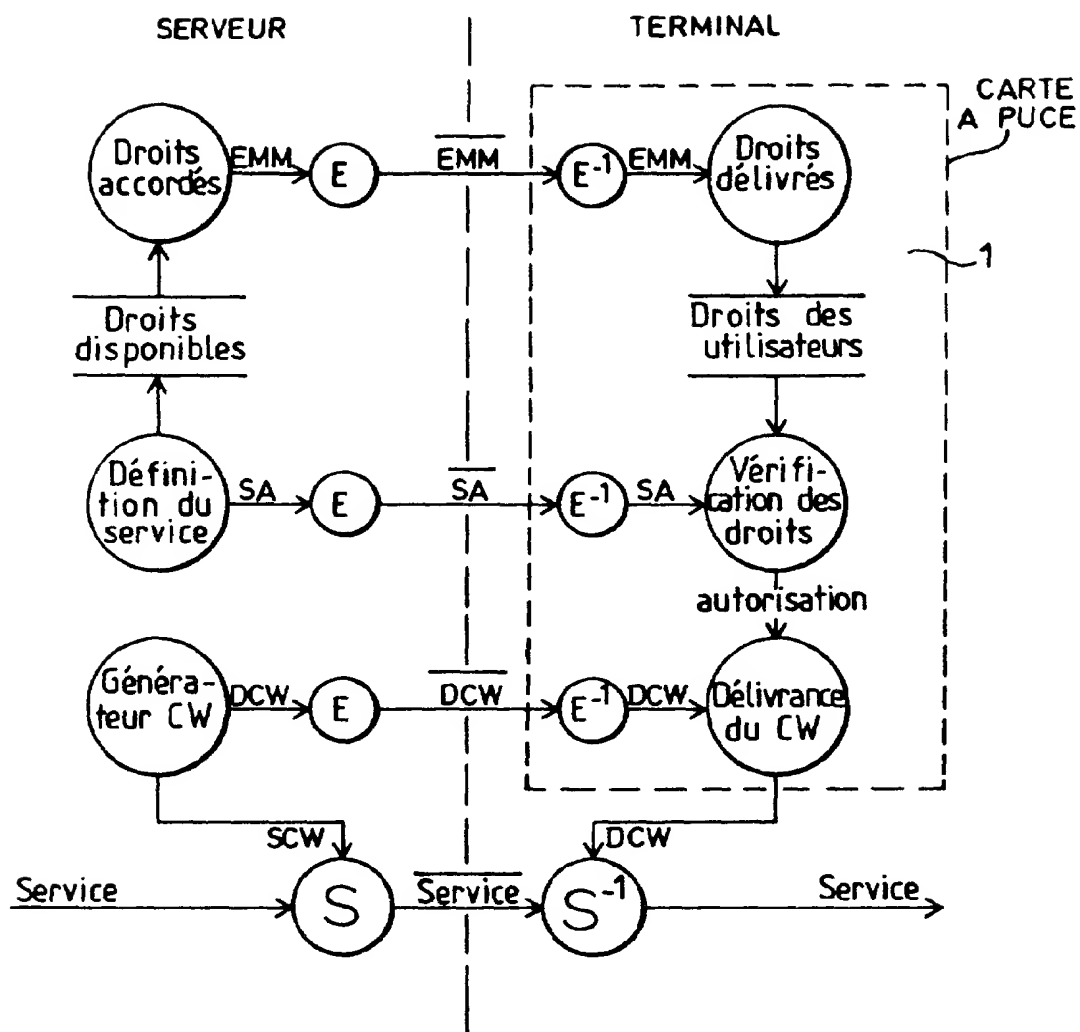 SERVEUR
TERMINAL
CARTE
A PUCE
Droits
accordés
EMM
E
EMM
E⁻¹
EMM
Droits
délivrés
1
Droits
disponibles
Droits des
utilisateurs
Défini-
tion du
service
SA
E
SA
E⁻¹
SA
Vérifi-
cation des
droits
autorisation
Généra-
teur CW
DCW
E
DCW
E⁻¹
DCW
Délivrance
du CW
SCW
DCW
Service
S
Service
S⁻¹
Service